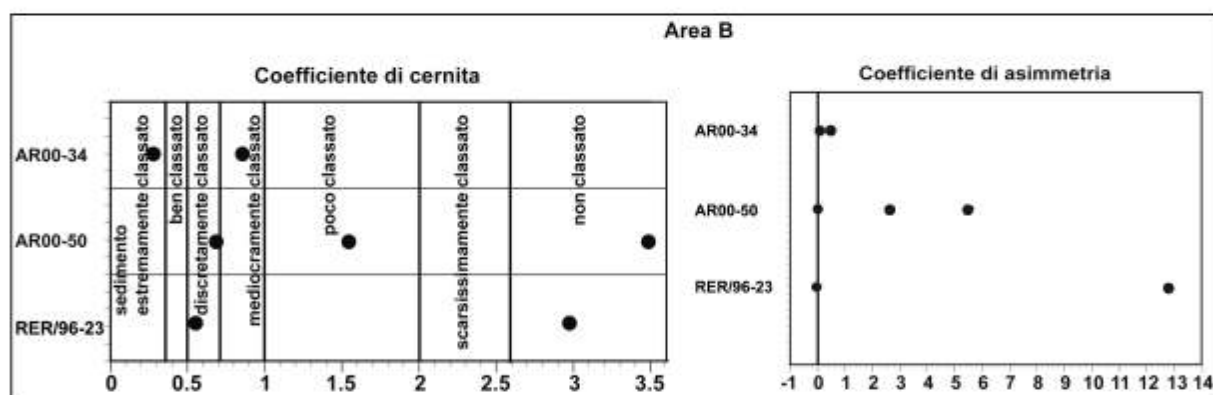 Area B
Coefficiente di cernita
AR00-34
AR00-50
RER/96-23
sedimento
estremamente classato
ben classato
discretamente classato
mediocramente classato
poco classato
scarsissimamente classato
non classato
0 0.5 1 2 2.5 3 3.5
Coefficiente di asimmetria
AR00-34
AR00-50
RER/96-23
-1 0 1 2 3 4 5 6 7 8 9 10 11 12 13 14